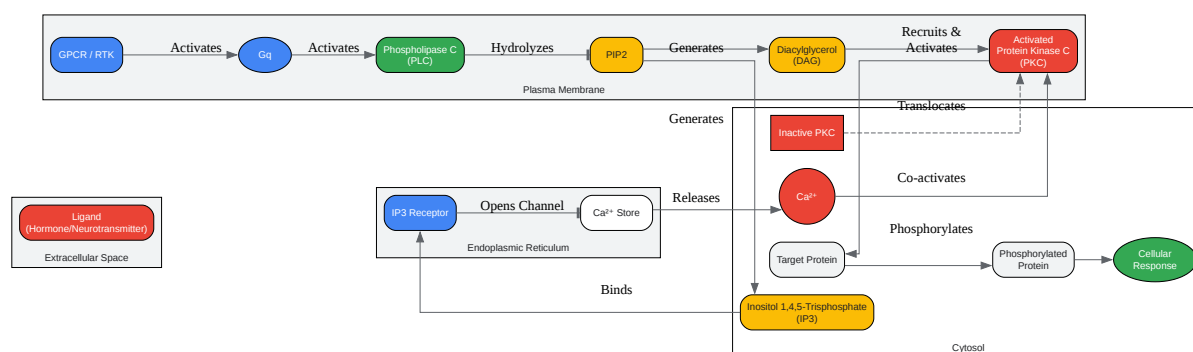 GPCR / RTK
Activates
Gq
Activates
Phospholipase C
(PLC)
Hydrolyzes
PIP2
Generates
Diacylglycerol
(DAG)
Recruits &
Activates
Activated
Protein Kinase C
(PKC)
Plasma Membrane
Generates
Translocates
Inactive PKC
Ca²⁺
Co-activates
IP3 Receptor
Opens Channel
Ca²⁺ Store
Releases
Endoplasmic Reticulum
Ligand
(Hormone/Neurotransmitter)
Extracellular Space
Phosphorylates
Target Protein
Phosphorylated
Protein
Cellular
Response
Binds
Inositol 1,4,5-Trisphosphate
(IP3)
Cytosol